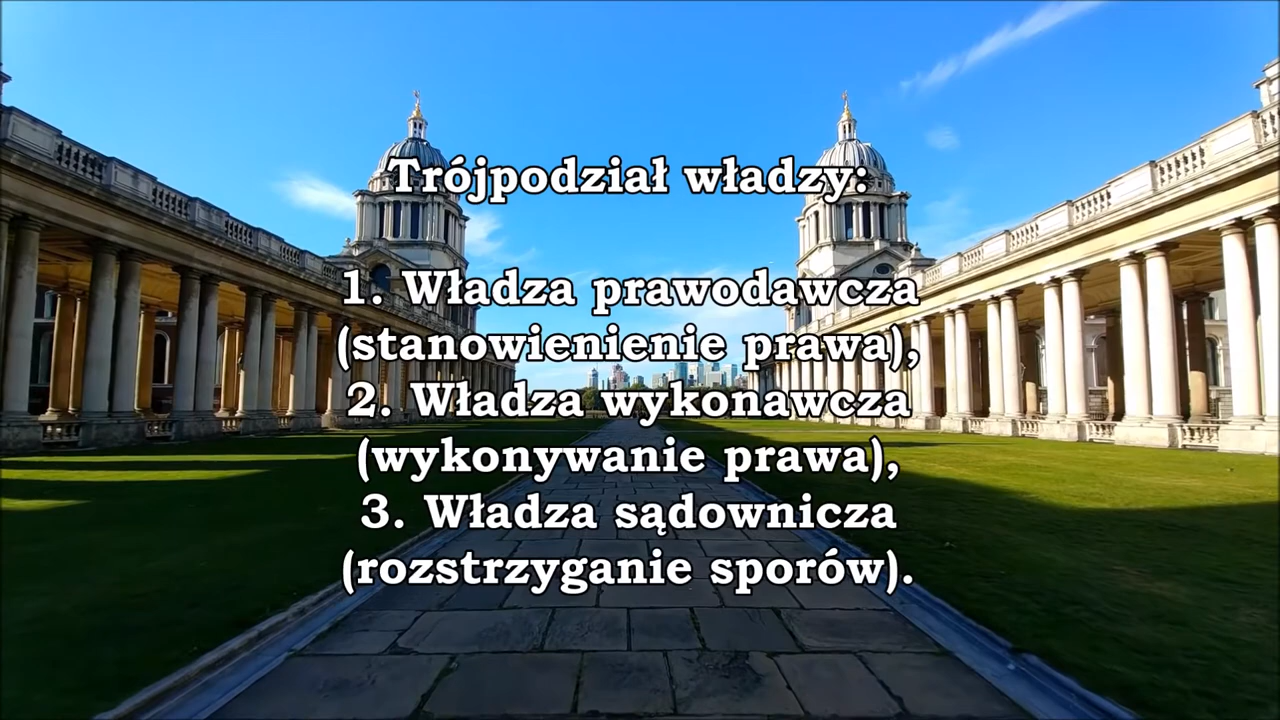 Trójpodział władzy:
1. Władza prawodawcza
(stanowienienie prawa),
2. Władza wykonawcza
(wykonywanie prawa),
3. Władza sądownicza
(rozstrzyganie sporów).